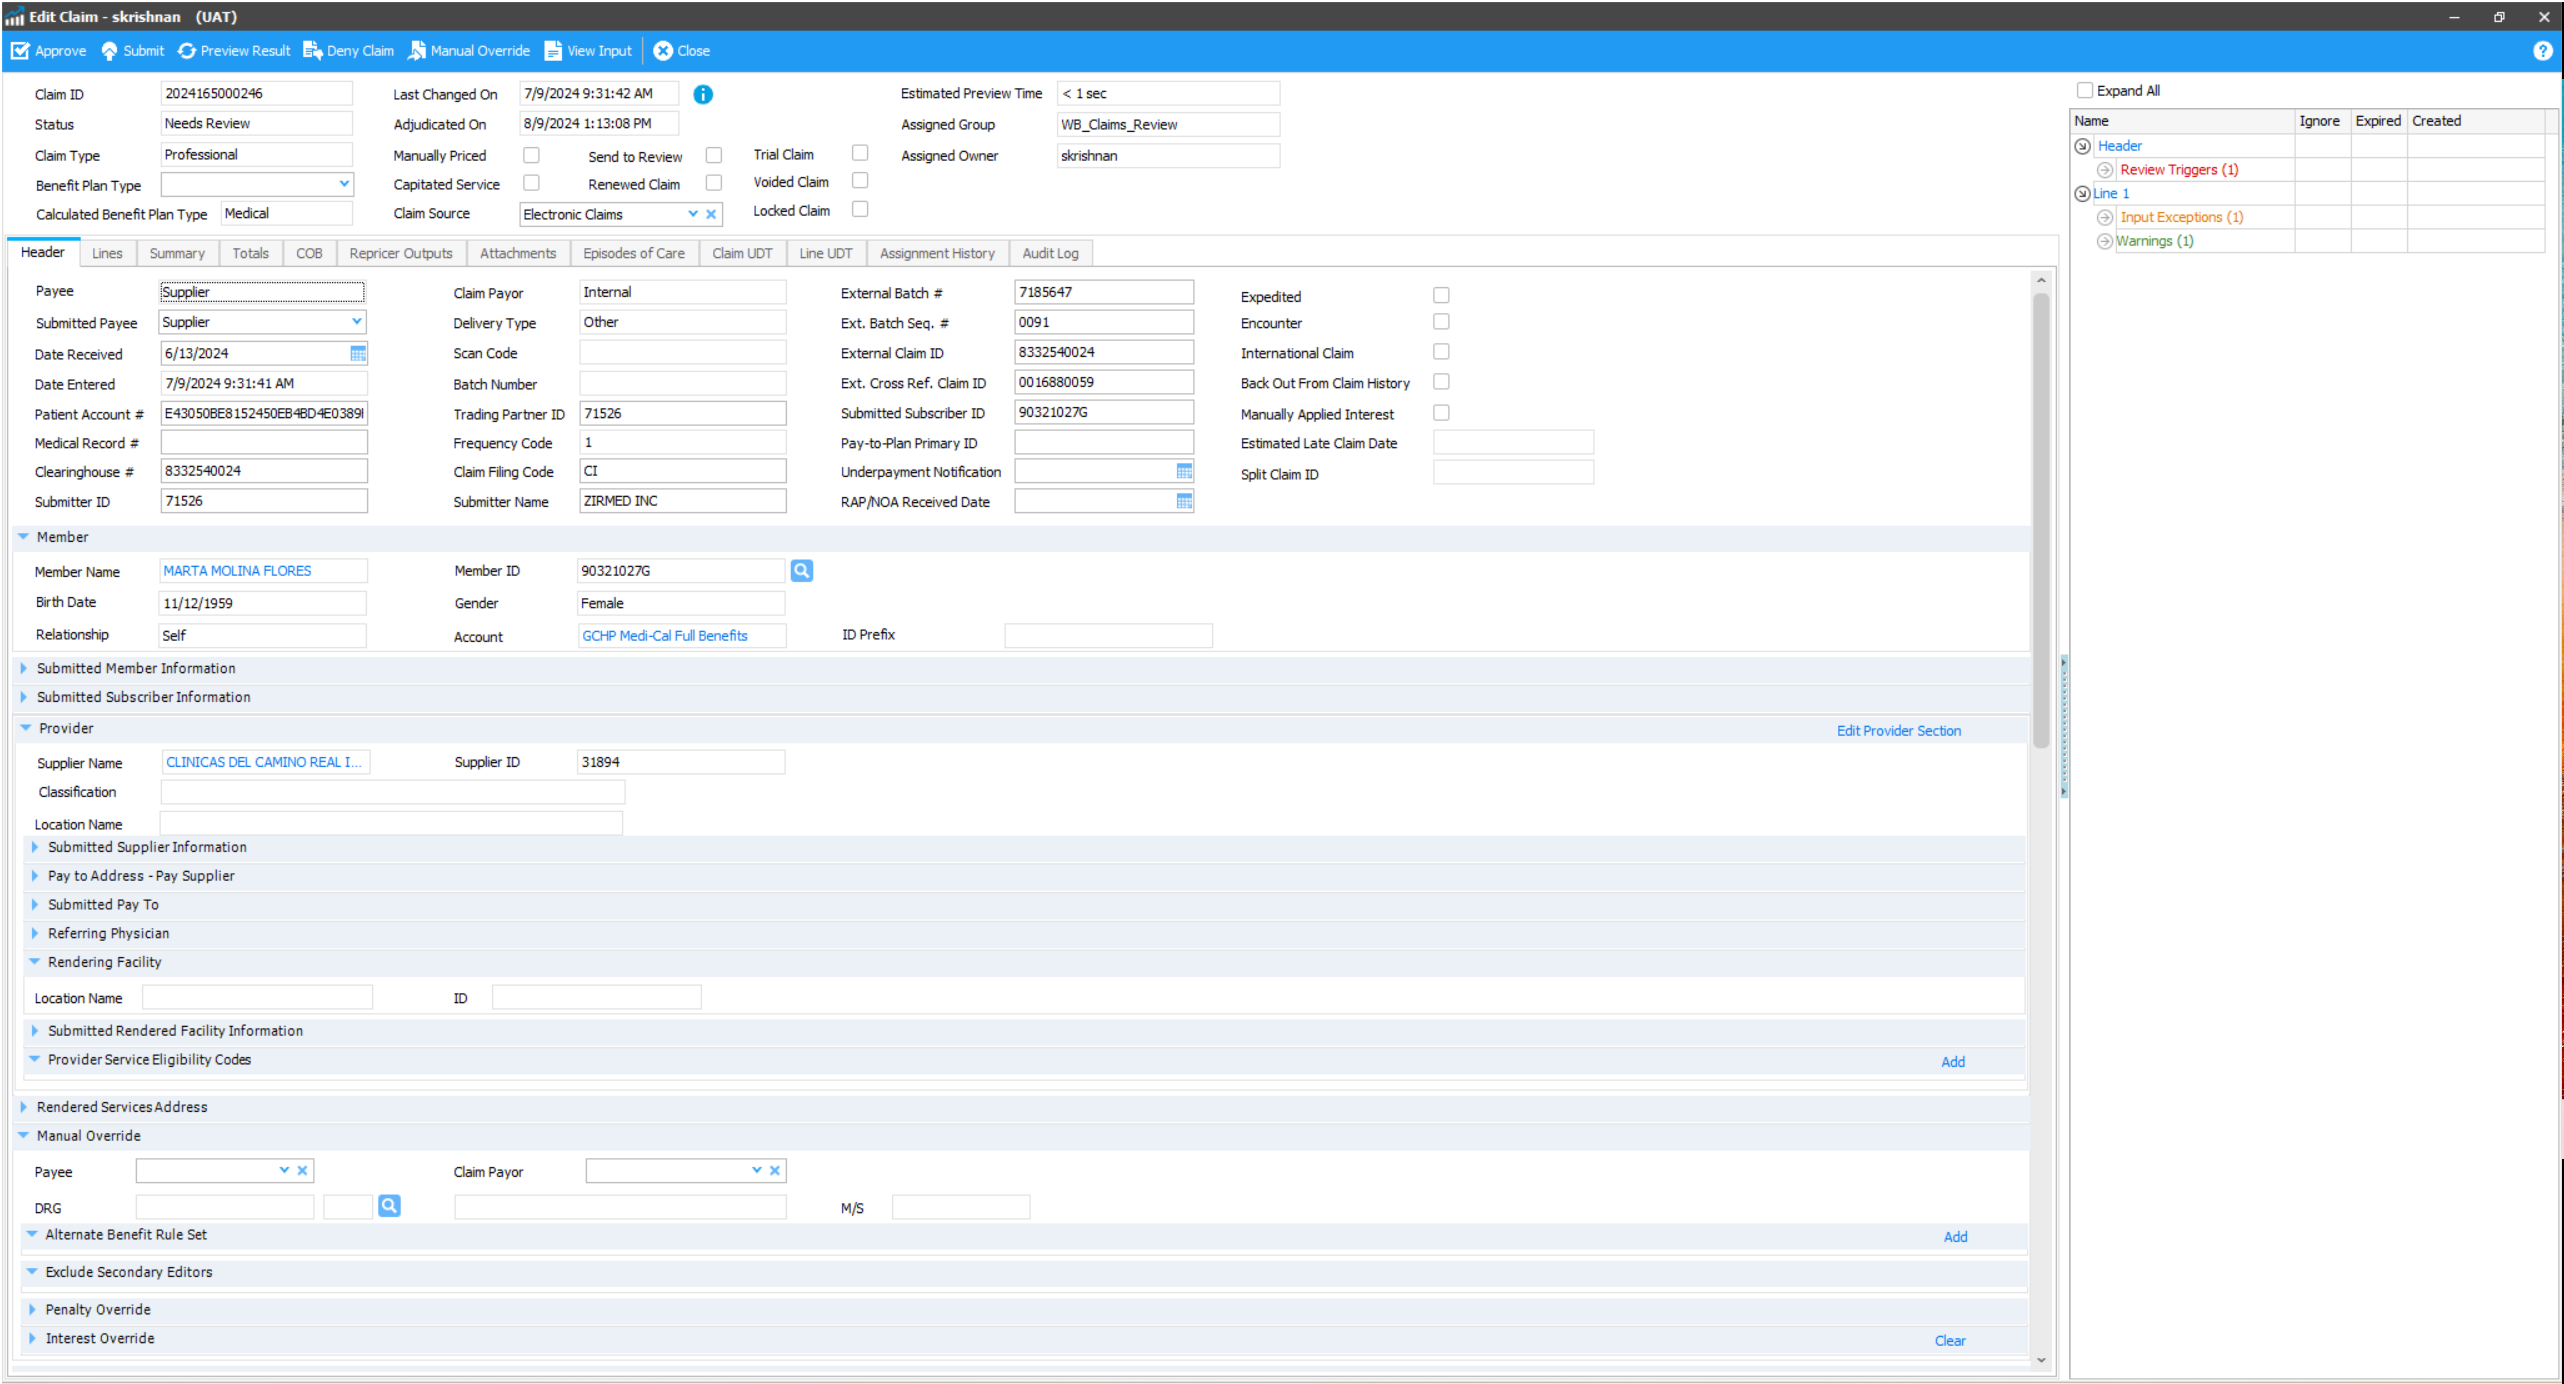 Edit Claim - skrishnan (UAT)
Approve Submit Preview Result Deny Claim Manual Override View Input Close
Claim ID 2024165000246 Last Changed On 7/9/2024 9:31:42 AM Estimated Preview Time < 1 sec
Status Needs Review Adjudicated On 8/9/2024 1:13:08 PM Assigned Group WB_Claims_Review
Claim Type Professional Manually Priced Send to Review Trial Claim Assigned Owner skrishnan
Benefit Plan Type Capitated Service Renewed Claim Voided Claim
Calculated Benefit Plan Type Medical Claim Source Electronic Claims Locked Claim
Header Lines Summary Totals COB Repricer Outputs Attachments Episodes of Care Claim UDT Line UDT Assignment History Audit Log
Payee Supplier Claim Payor Internal External Batch # 7185647 Expedited
Submitted Payee Supplier Delivery Type Other Ext. Batch Seq. # 0091 Encounter
Date Received 6/13/2024 Scan Code External Claim ID 8332540024 International Claim
Date Entered 7/9/2024 9:31:41 AM Batch Number Ext. Cross Ref. Claim ID 0016880059 Back Out From Claim History
Patient Account # E43050BE8152450EB4BD4E0389 Trading Partner ID 71526 Submitted Subscriber ID 90321027G Manually Applied Interest
Medical Record # Frequency Code 1 Pay-to-Plan Primary ID Estimated Late Claim Date
Clearinghouse # 8332540024 Claim Filing Code CI Underpayment Notification Split Claim ID
Submitter ID 71526 Submitter Name ZIRMED INC RAP/NOA Received Date
Member
Member Name MARTA MOLINA FLORES Member ID 90321027G
Birth Date 11/12/1959 Gender Female
Relationship Self Account GCHP Medi-Cal Full Benefits ID Prefix
Submitted Member Information
Submitted Subscriber Information
Provider Edit Provider Section
Supplier Name CLINICAS DEL CAMINO REAL I... Supplier ID 31894
Classification
Location Name
Submitted Supplier Information
Pay to Address - Pay Supplier
Submitted Pay To
Referring Physician
Rendering Facility
Location Name ID
Submitted Rendered Facility Information
Provider Service Eligibility Codes Add
Rendered Services Address
Manual Override
Payee Claim Payor
DRG M/S
Alternate Benefit Rule Set Add
Exclude Secondary Editors
Penalty Override
Interest Override Clear
Expand All
Name Ignore Expired Created
Header
Review Triggers (1)
Line 1
Input Exceptions (1)
Warnings (1)